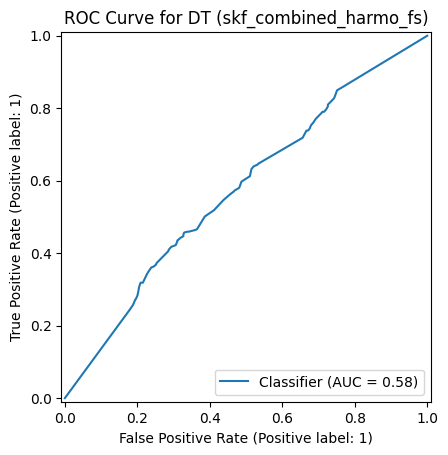 ROC Curve for DT (skf_combined_harmo_fs)
True Positive Rate (Positive label: 1)
1.0
0.8
0.6
0.4
0.2
0.0
Classifier (AUC = 0.58)
0.0 0.2 0.4 0.6 0.8 1.0
False Positive Rate (Positive label: 1)